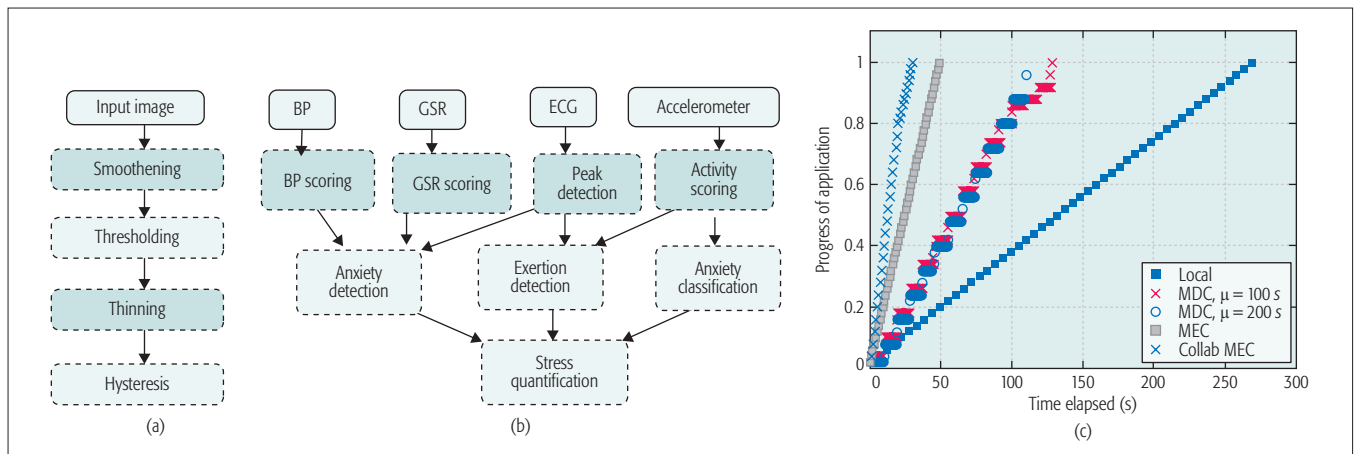 Input image
Smoothening
Thresholding
Thinning
Hysteresis
(a)
BP
GSR
ECG
Accelerometer
BP scoring
GSR scoring
Peak
detection
Activity
scoring
Anxiety
detection
Exertion
detection
Anxiety
classification
Stress
quantification
(b)
Progress of application
1
0.8
0.6
0.4
0.2
0
0
50
100
150
200
250
300
Time elapsed (s)
Local
MDC, µ = 100 s
MDC, µ = 200 s
MEC
Collab MEC
(c)